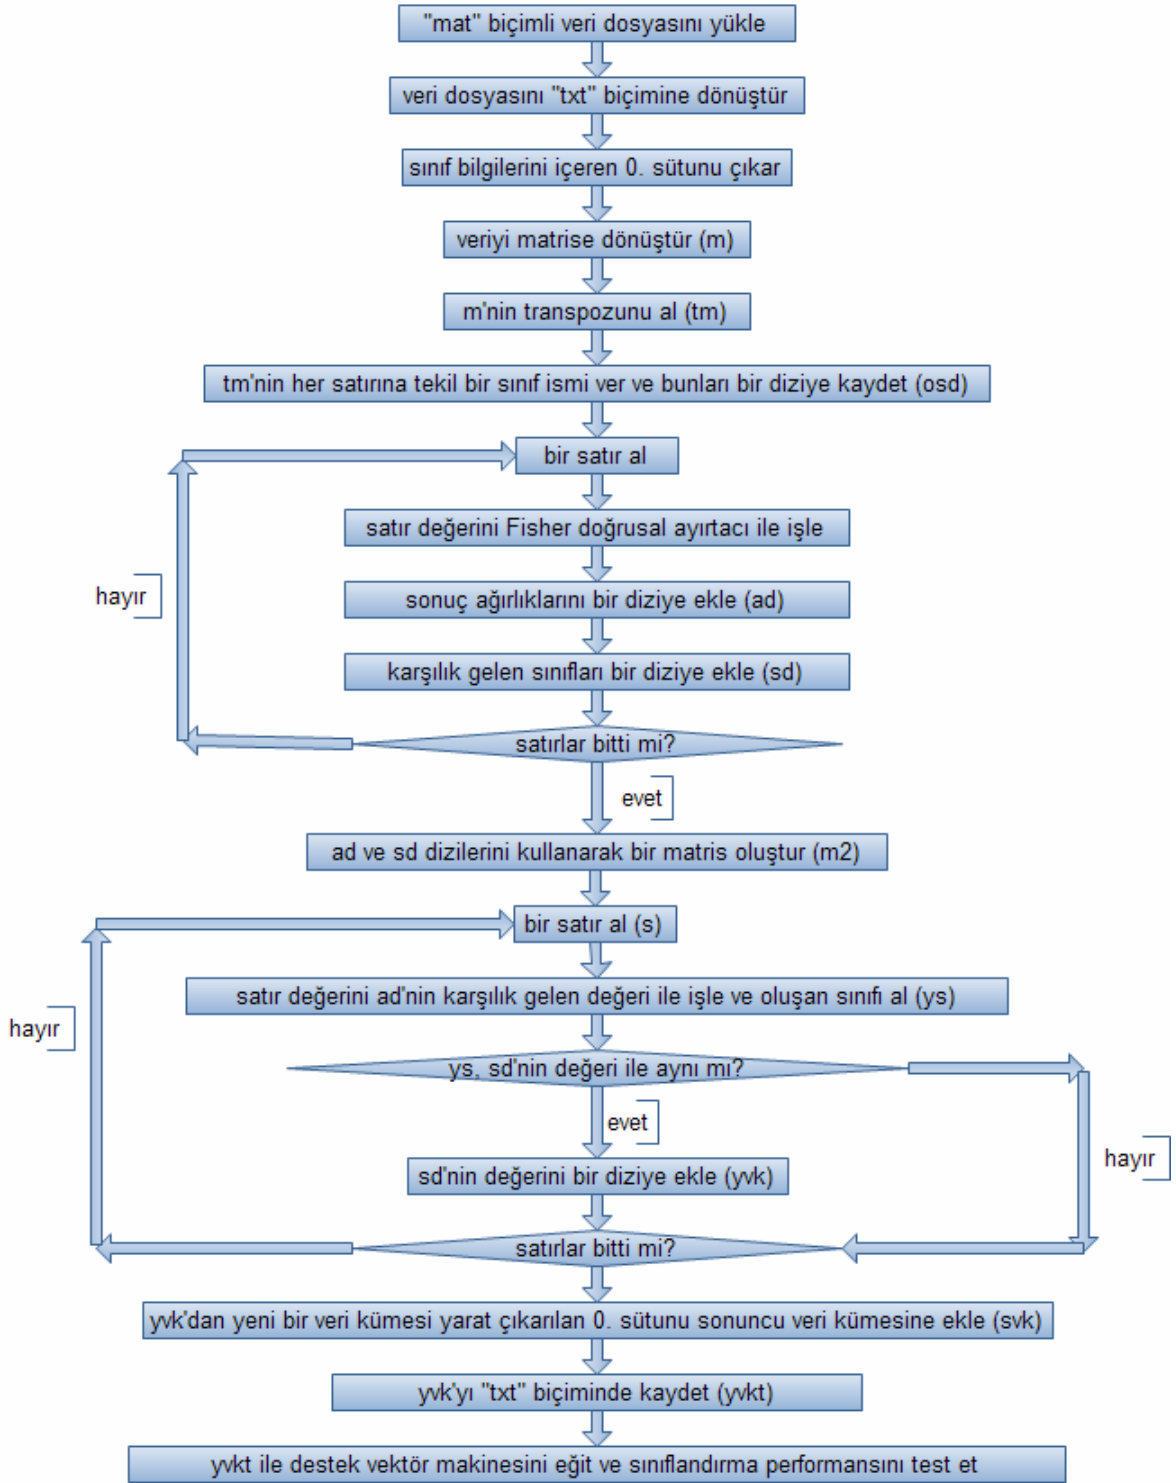 "mat" biçimli veri dosyasını yükle
veri dosyasını "txt" biçimine dönüştür
sınıf bilgilerini içeren 0. sütunu çıkar
veriyi matrise dönüştür (m)
m'nin transpozunu al (tm)
tm'nin her satırına tekil bir sınıf ismi ver ve bunları bir diziye kaydet (osd)
bir satır al
satır değerini Fisher doğrusal ayırtacı ile işle
hayır
sonuç ağırlıklarını bir diziye ekle (ad)
karşılık gelen sınıfları bir diziye ekle (sd)
satırlar bitti mi?
evet
ad ve sd dizilerini kullanarak bir matris oluştur (m2)
bir satır al (s)
satır değerini ad'nin karşılık gelen değeri ile işle ve oluşan sınıfı al (ys)
hayır
ys, sd'nin değeri ile aynı mı?
evet
hayır
sd'nin değerini bir diziye ekle (yvk)
satırlar bitti mi?
yvk'dan yeni bir veri kümesi yarat çıkarılan 0. sütunu sonuncu veri kümesine ekle (svk)
yvk'yı "txt" biçiminde kaydet (yvkt)
yvkt ile destek vektör makinesini eğit ve sınıflandırma performansını test et